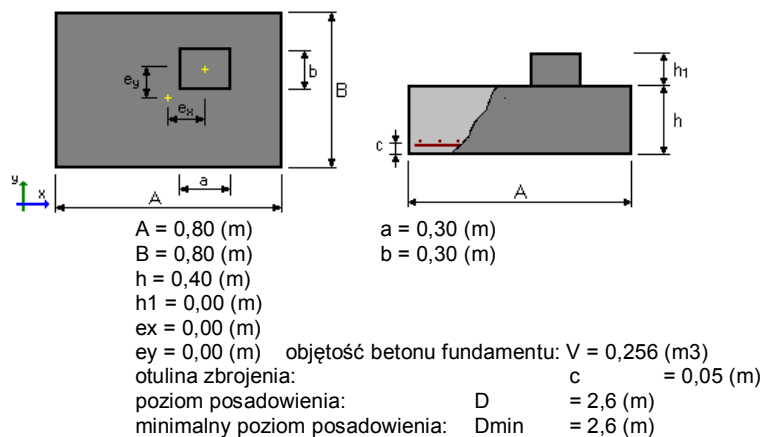 e_y
e_x
b
B
a
A
y
x
h1
h
c
A
A = 0,80 (m) a = 0,30 (m)
B = 0,80 (m) b = 0,30 (m)
h = 0,40 (m)
h1 = 0,00 (m)
ex = 0,00 (m)
ey = 0,00 (m) objętość betonu fundamentu: V = 0,256 (m3)
otulina zbrojenia: c = 0,05 (m)
poziom posadowienia: D = 2,6 (m)
minimalny poziom posadowienia: Dmin = 2,6 (m)